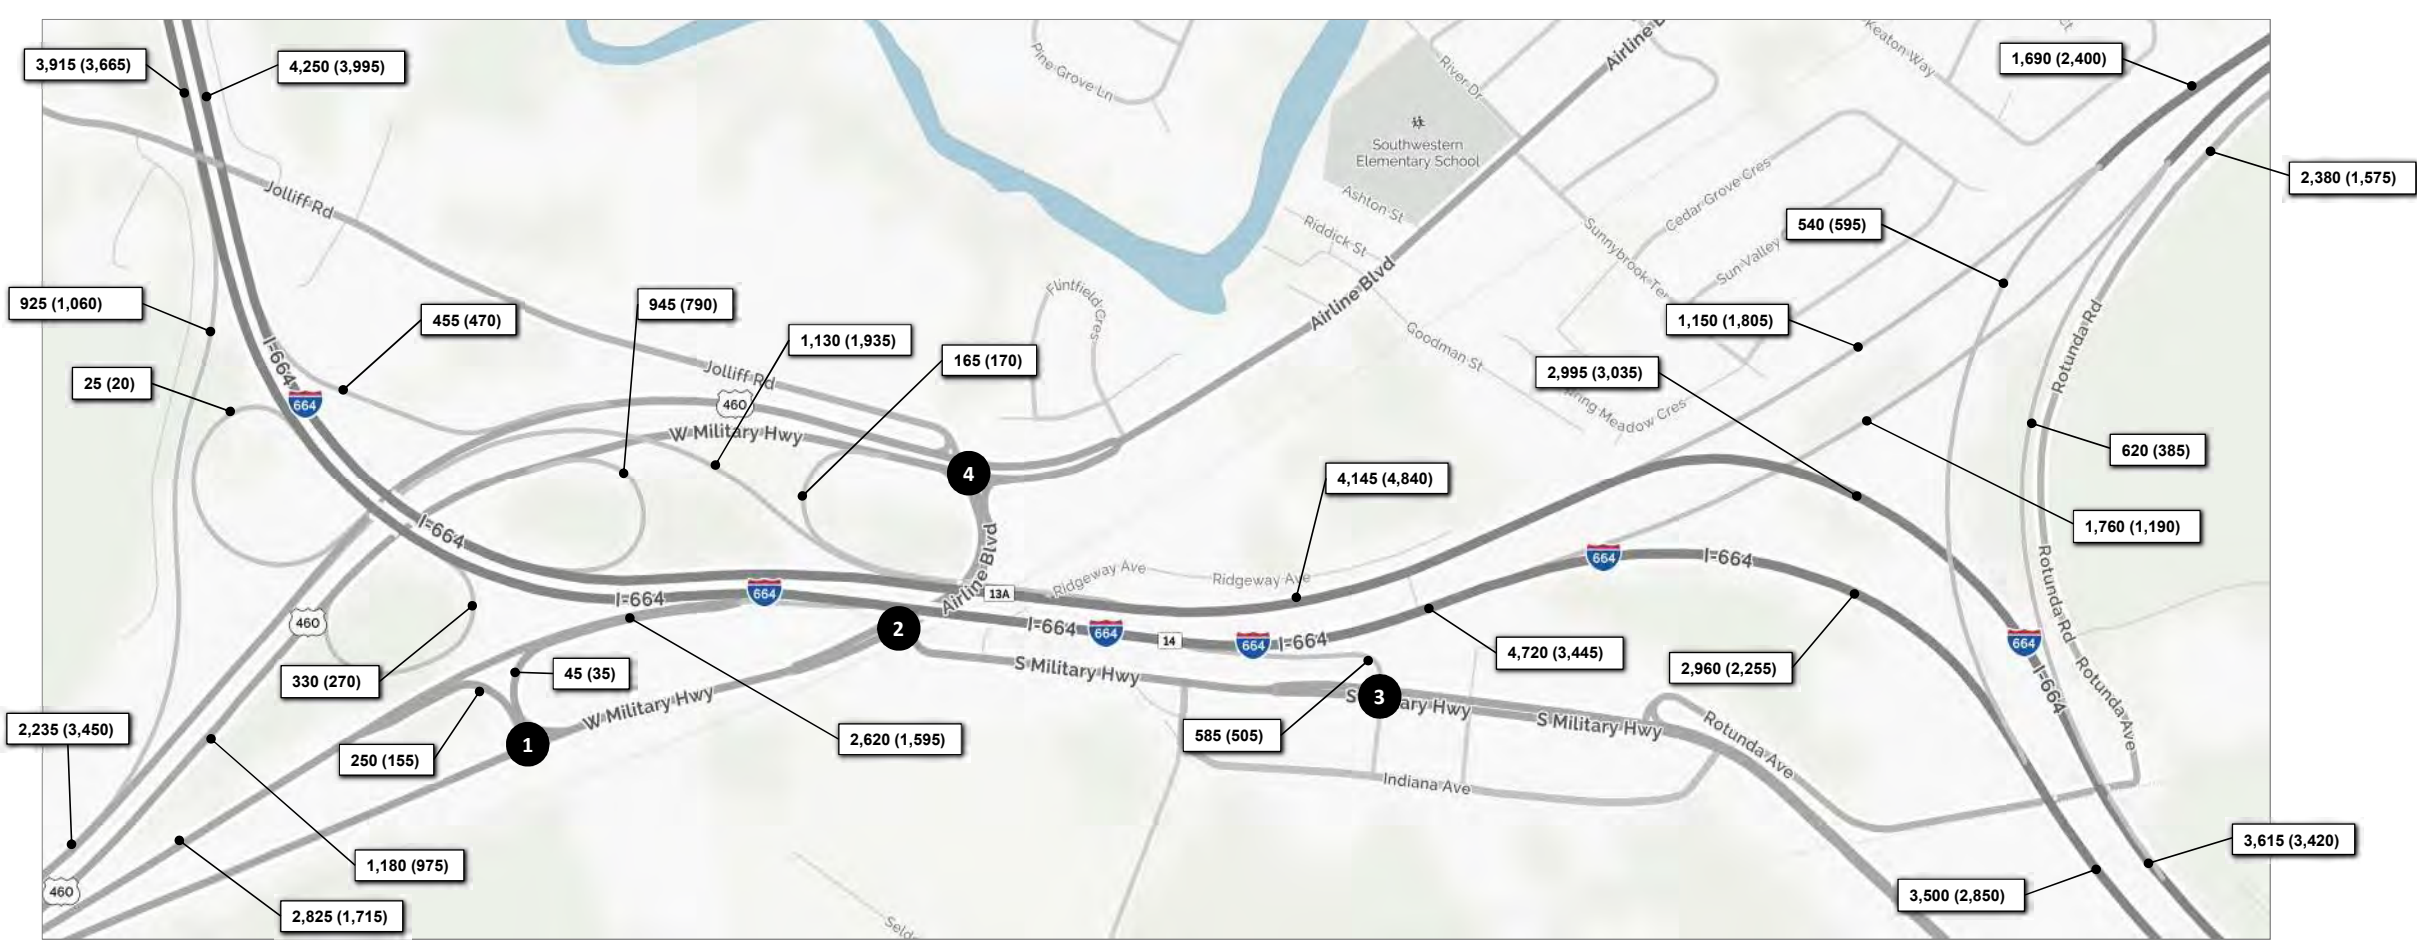 3,915 (3,665)
4,250 (3,995)
Pine Grove Ln
Airline B
River Dr
Keaton Way
Ct
1,690 (2,400)
Southwestern
Elementary School
2,380 (1,575)
Jolliff Rd
Ashton St
Riddick St
Cedar Grove Cres
Sunnybrook Ter
Sun Valley
540 (595)
925 (1,060)
455 (470)
945 (790)
1,130 (1,935)
165 (170)
Flintfield Cres
Airline Blvd
Goodman St
1,150 (1,805)
Rotunda Rd
25 (20)
I-664
664
Jolliff Rd
460
W Military Hwy
2,995 (3,035)
ring Meadow Cres
620 (385)
4
4,145 (4,840)
1,760 (1,190)
I-664
Airline Blvd
Airline Blvd
13A
Ridgeway Ave
Ridgeway Ave
664
I-664
Rotunda Rd
I-664
664
460
2
I-664
664
14
664
I-664
664
I-664
330 (270)
45 (35)
S Military Hwy
4,720 (3,445)
2,960 (2,255)
Rotunda Ave
2,235 (3,450)
W Military Hwy
1
250 (155)
2,620 (1,595)
585 (505)
3
S
ary Hwy
S Military Hwy
Rotunda Ave
Indiana Ave
1,180 (975)
460
2,825 (1,715)
Seld
3,615 (3,420)
3,500 (2,850)